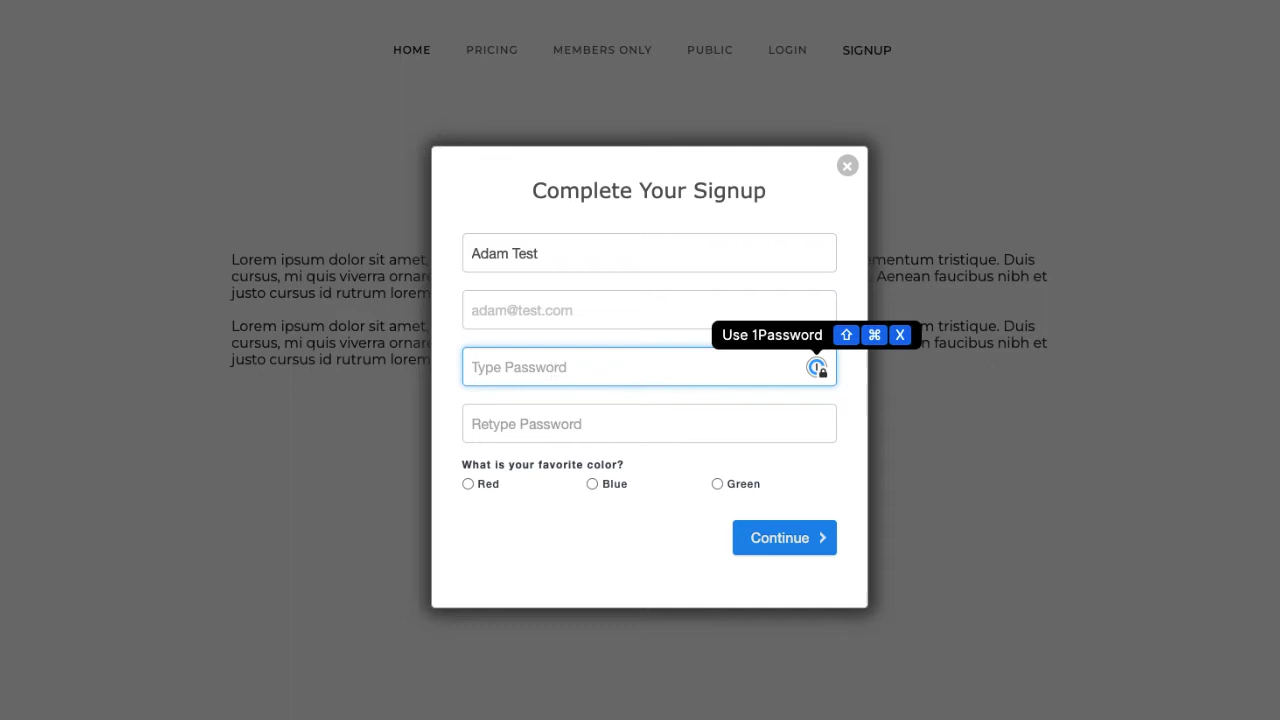 HOME PRICING MEMBERS ONLY PUBLIC LOGIN SIGNUP
Complete Your Signup
Adam Test
Lorem ipsum dolor sit amet, ementum tristique. Duis
cursus, mi quis viverra ornare Aenean faucibus nibh et
justo cursus id rutrum lorem
adam@test.com
Lorem ipsum dolor sit amet, m tristique. Duis
Use 1Password ⇧ ⌘ X
cursus, mi quis viverra ornare Aenean faucibus nibh et
justo cursus id rutrum lorem
Type Password
Retype Password
What is your favorite color?
Red Blue Green
Continue